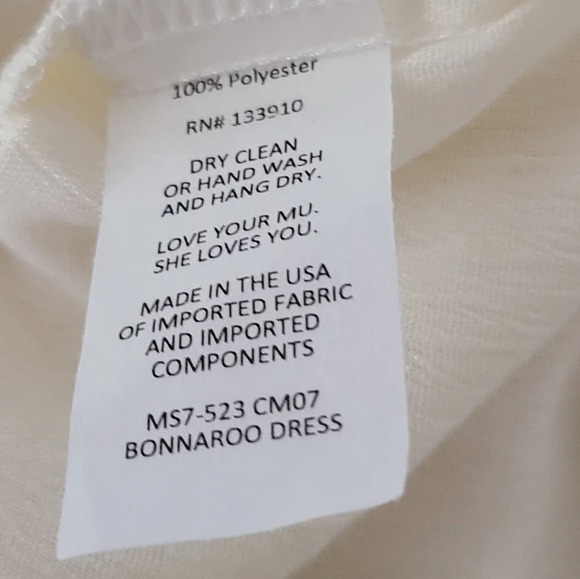 100% Polyester
RN# 133910
DRY CLEAN
OR HAND WASH
AND HANG DRY.
LOVE YOUR MU.
SHE LOVES YOU.
MADE IN THE USA
OF IMPORTED FABRIC
AND IMPORTED
COMPONENTS
MS7-523 CM07
BONNAROO DRESS